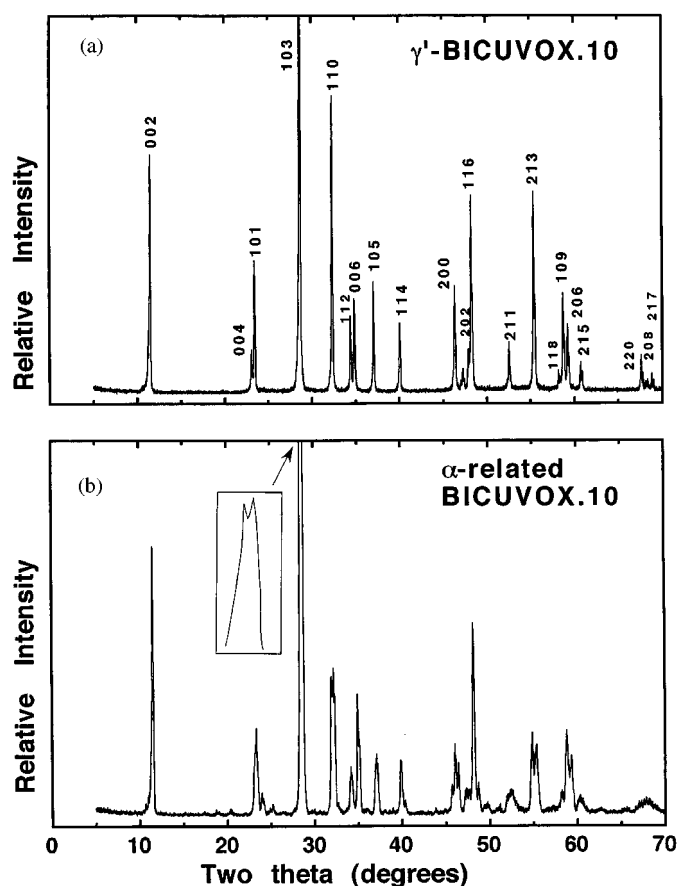 (a)
γ'-BICUVOX.10
Relative Intensity
002
004
101
103
110
112
006
105
114
200
202
116
211
213
118
109
206
215
220
208
217
(b)
α-related
BICUVOX.10
Relative Intensity
0 10 20 30 40 50 60 70
Two theta (degrees)